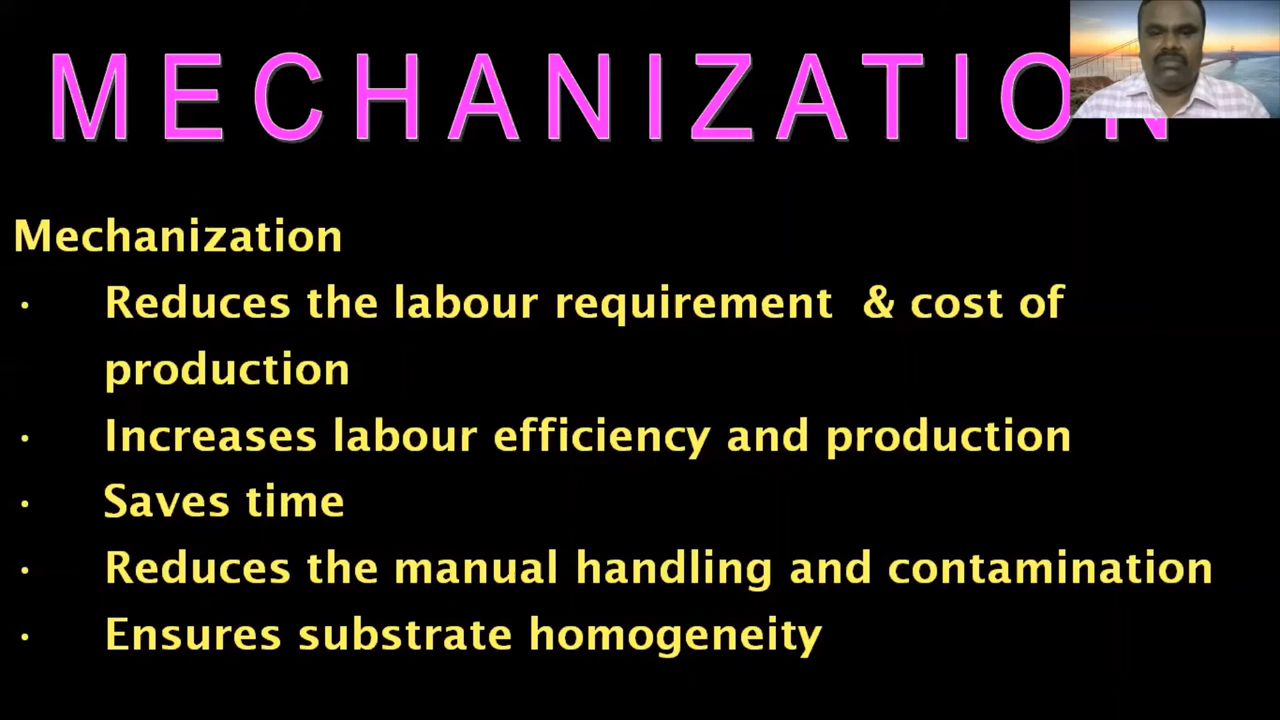 MECHANIZATION
Mechanization
· Reduces the labour requirement & cost of
production
· Increases labour efficiency and production
· Saves time
· Reduces the manual handling and contamination
· Ensures substrate homogeneity